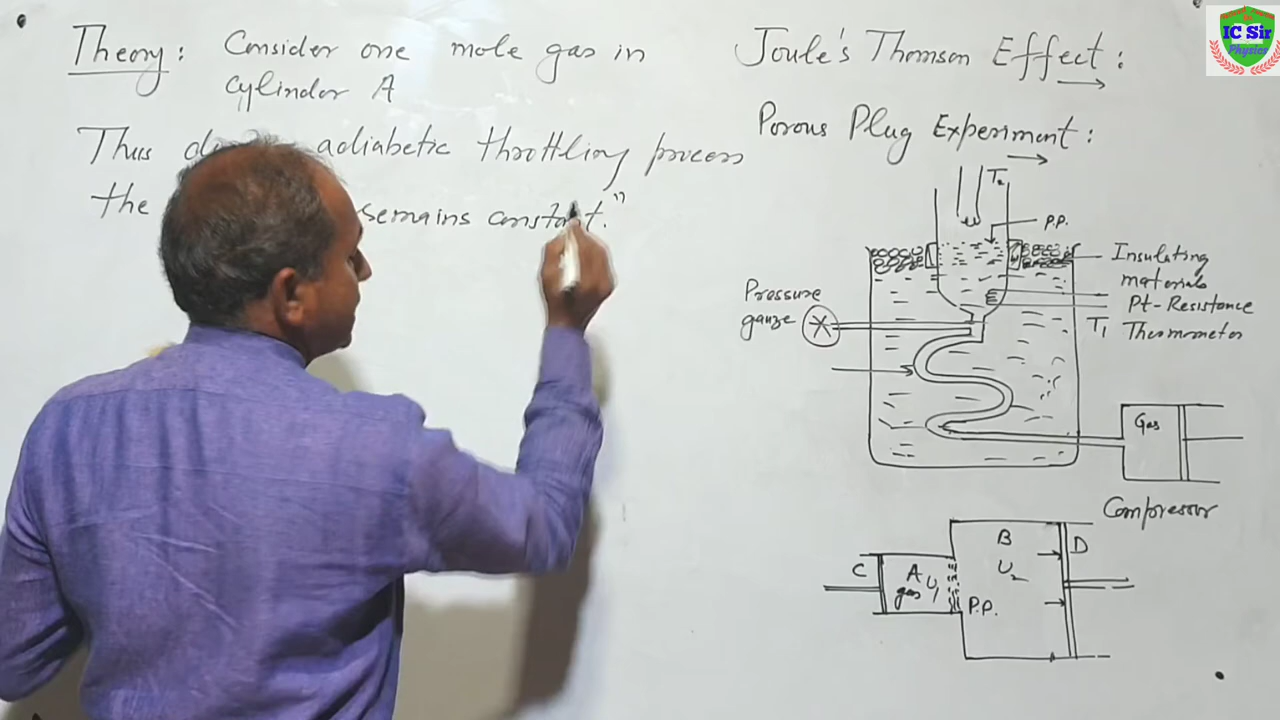 Theory: Consider one mole gas in
cylinder A
Thus adiabetic throttling process
the remains constant."
Joule's Thomson Effect:
Porous Plug Experiment:
T2
P.P.
Insulating
materials
Pt-Resistance
T1 Thermometer
Pressure
gauze
Gas
Compressor
C
A
gas U1
P.P.
B
U2
D
IC Sir
Physics